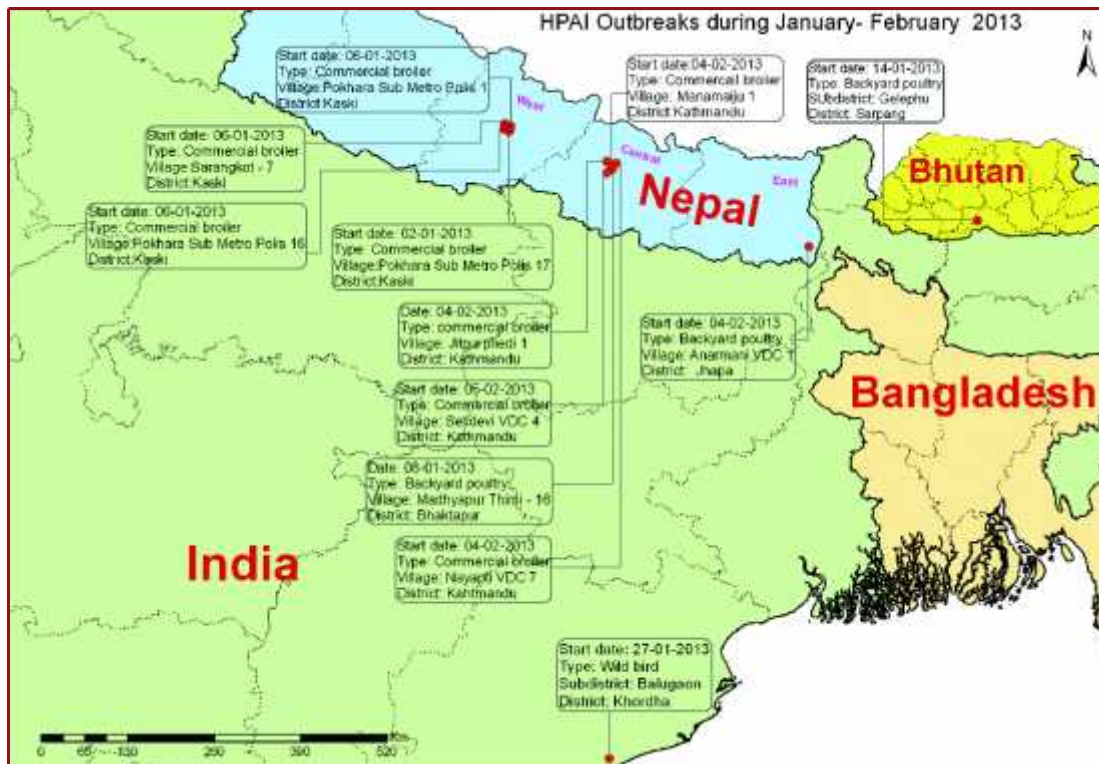 HPAI Outbreaks during January- February 2013
N
Start date: 06-01-2013
Type: Commercial broiler
Village:Pokhara Sub Metro Polis 1
District:Kaski
Start date:04-02-2013
Type: Commercail broiler
Village: Manamaiju 1
District Kathmandu
Start date: 14-01-2013
Type: Backyard poultry
SUbdistrict: Gelephu
District: Sarpang
West
Central
East
Nepal
Bhutan
Start date: 06-01-2013
Type: Commercial broiler
Village:Sarangkot - 7
District:Kaski
Start date: 06-01-2013
Type: Commercial broiler
Village:Pokhara Sub Metro Polis 16
District:Kaski
Start date: 02-01-2013
Type: Commercial broiler
Village:Pokhara Sub Metro Polis 17
District:Kaski
Date: 04-02-2013
Type: commercial broiler
Village: 1
District: Kathmandu
Start date: 04-02-2013
Type: Backyard poultry
Village: Anarmani VDC 1
District : Jhapa
Bangladesh
Start date: 06-02-2013
Type: Commercial broiler
Village: VDC 4
District: Kathmandu
Date: 08-01-2013
Type: Backyard poultry
Village: Madhyapur - 16
District: Bhaktapur
Start date: 04-02-2013
Type: Commercial broiler
Village: VDC 7
District:
India
Start date: 27-01-2013
Type: Wild bird
Subdistrict: Balugaon
District: Khordha
0 65 130 260 390 520